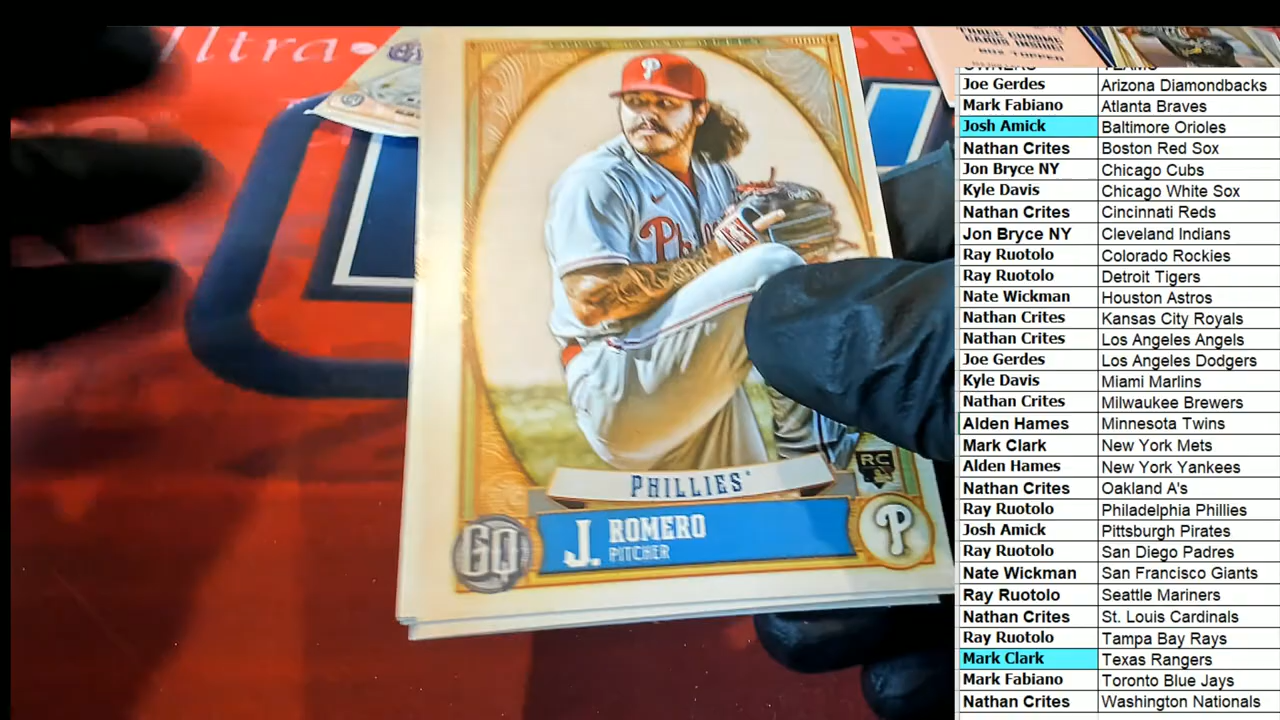 Ultra
P
Phi
PHILLIES
RC
GQ
J. ROMERO
PITCHER
P
BOX TOPPER
OWNERS TEAMS
Joe Gerdes Arizona Diamondbacks
Mark Fabiano Atlanta Braves
Josh Amick Baltimore Orioles
Nathan Crites Boston Red Sox
Jon Bryce NY Chicago Cubs
Kyle Davis Chicago White Sox
Nathan Crites Cincinnati Reds
Jon Bryce NY Cleveland Indians
Ray Ruotolo Colorado Rockies
Ray Ruotolo Detroit Tigers
Nate Wickman Houston Astros
Nathan Crites Kansas City Royals
Nathan Crites Los Angeles Angels
Joe Gerdes Los Angeles Dodgers
Kyle Davis Miami Marlins
Nathan Crites Milwaukee Brewers
Alden Hames Minnesota Twins
Mark Clark New York Mets
Alden Hames New York Yankees
Nathan Crites Oakland A's
Ray Ruotolo Philadelphia Phillies
Josh Amick Pittsburgh Pirates
Ray Ruotolo San Diego Padres
Nate Wickman San Francisco Giants
Ray Ruotolo Seattle Mariners
Nathan Crites St. Louis Cardinals
Ray Ruotolo Tampa Bay Rays
Mark Clark Texas Rangers
Mark Fabiano Toronto Blue Jays
Nathan Crites Washington Nationals